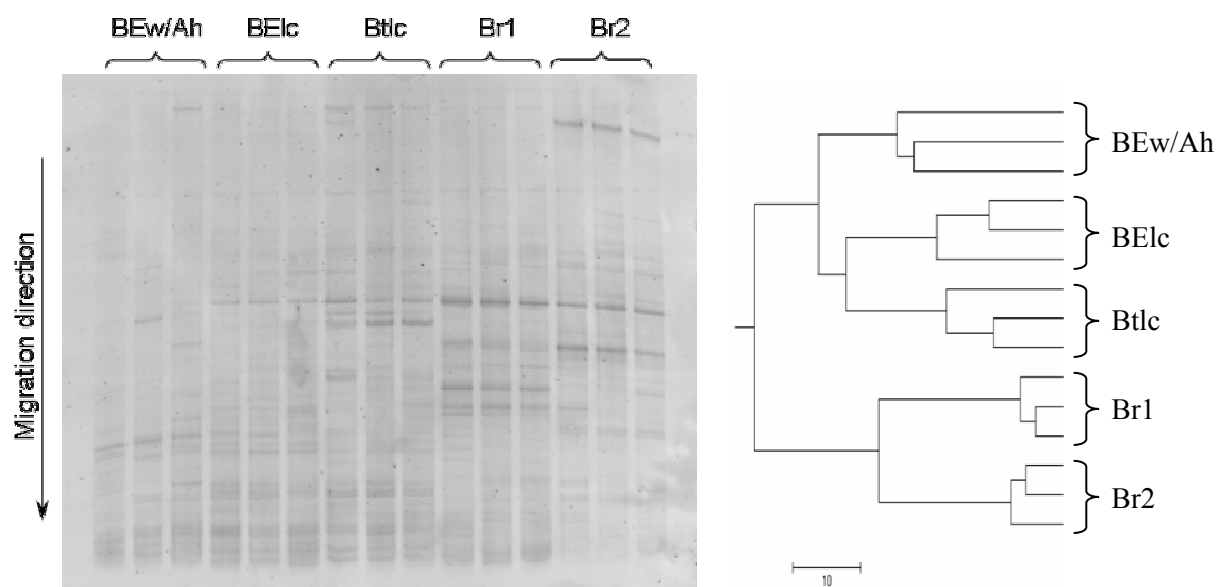 BEw/Ah BElc Btlc Br1 Br2
Migration direction
BEw/Ah
BElc
Btlc
Br1
Br2
10